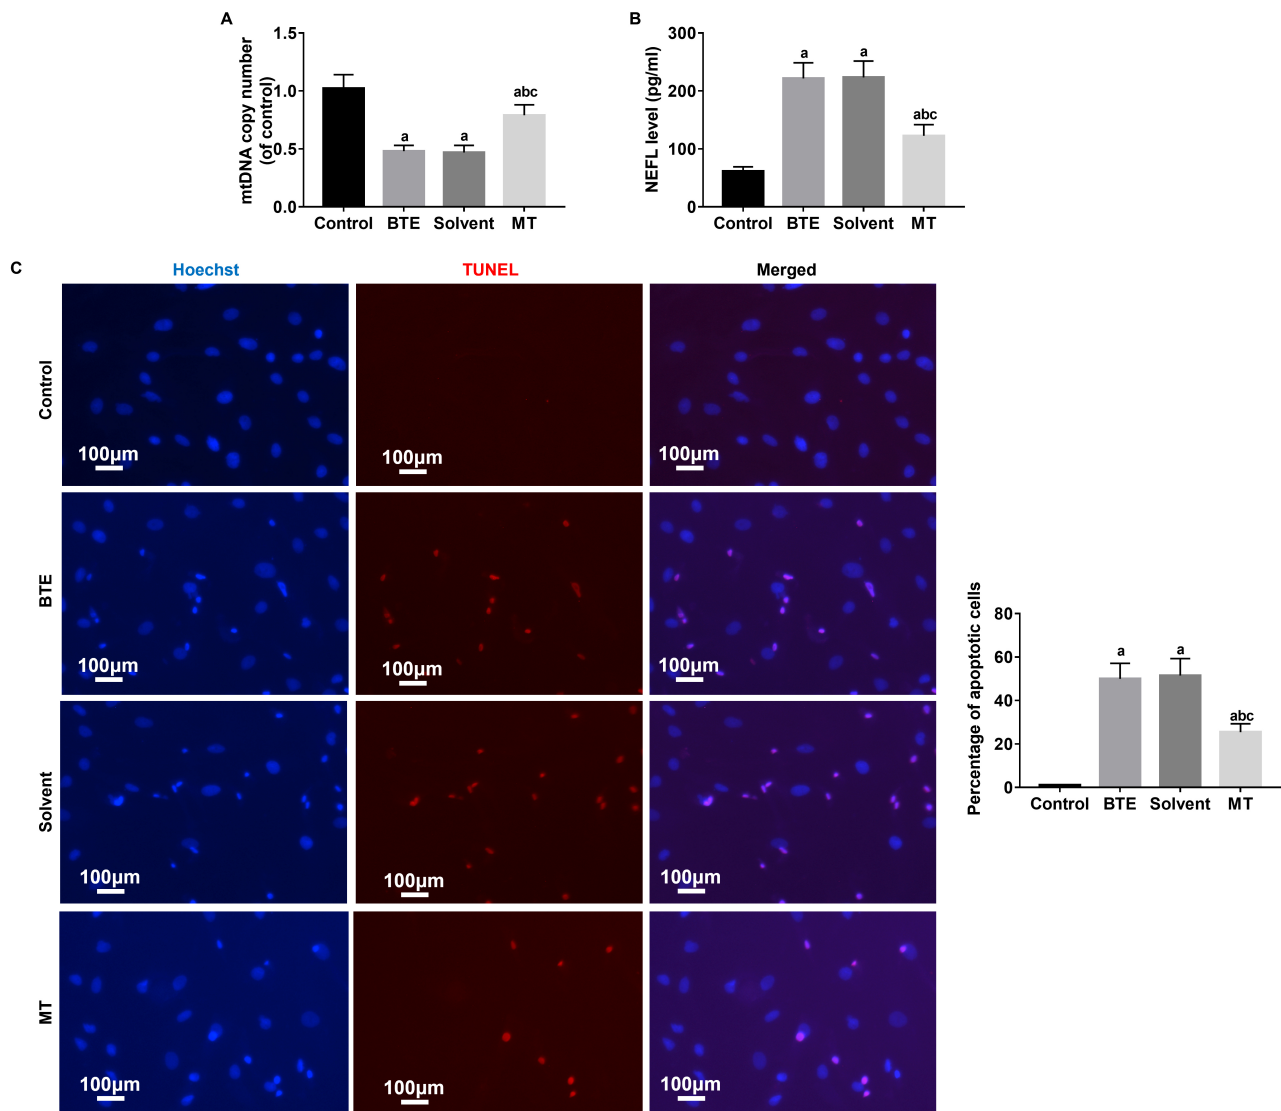 A
mtDNA copy number
(of control)
1.5
1.0
0.5
0.0
a
a
abc
Control BTE Solvent MT
B
NEFL level (pg/ml)
300
200
100
0
a
a
abc
Control BTE Solvent MT
C
Hoechst TUNEL Merged
Control
100μm 100μm 100μm
BTE
100μm 100μm 100μm
Solvent
100μm 100μm 100μm
MT
100μm 100μm 100μm
Percentage of apoptotic cells
80
60
40
20
0
a
a
abc
Control BTE Solvent MT